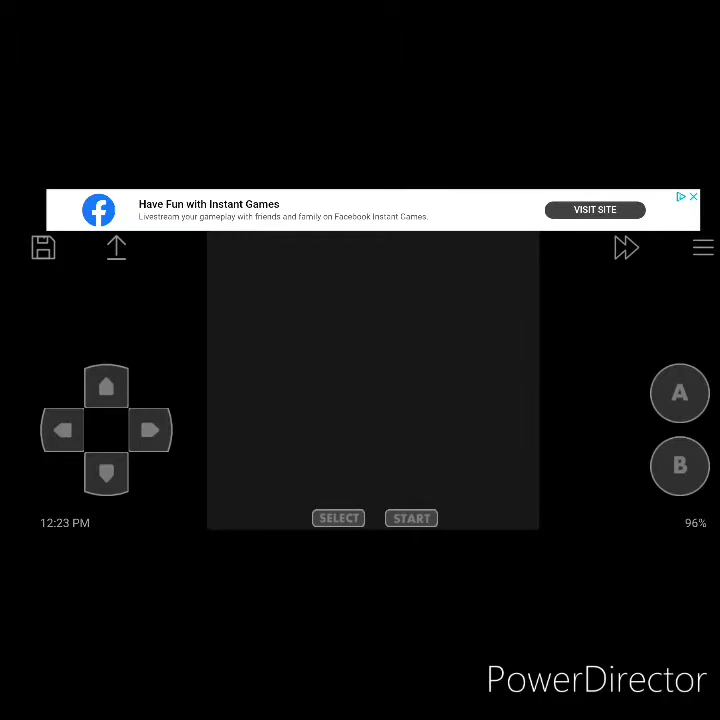 Have Fun with Instant Games
Livestream your gameplay with friends and family on Facebook Instant Games.
VISIT SITE
A
B
SELECT
START
12:23 PM
96%
PowerDirector